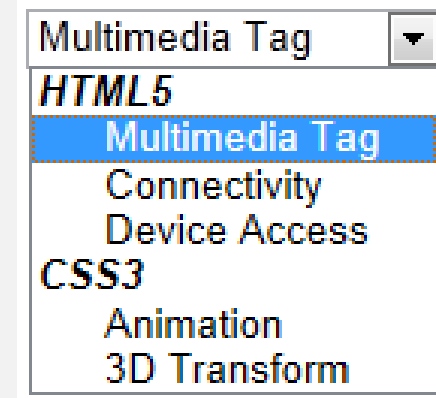 Multimedia Tag
HTML5
Multimedia Tag
Connectivity
Device Access
CSS3
Animation
3D Transform